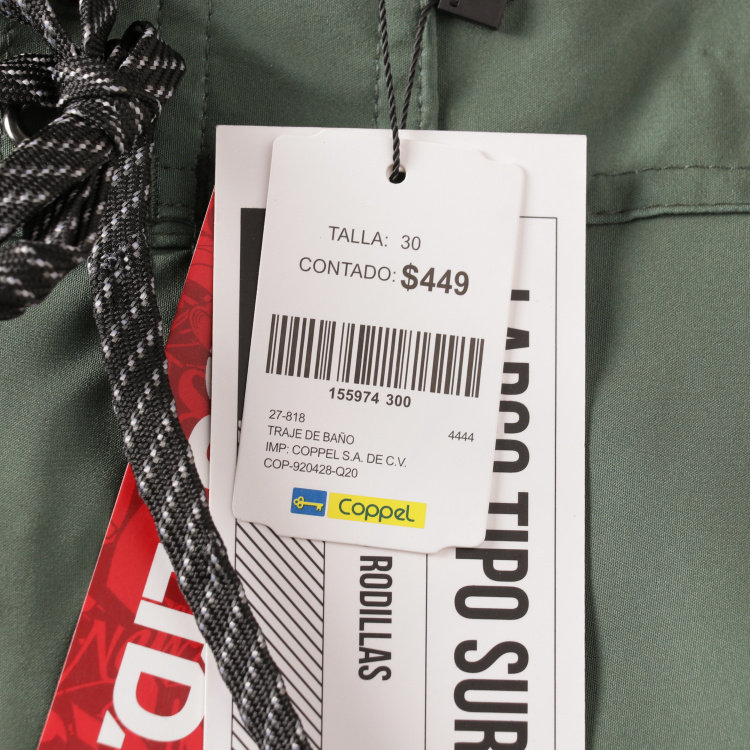 TALLA: 30
CONTADO: $449
155974 300
27-818
TRAJE DE BAÑO 4444
IMP: COPPEL S.A. DE C.V.
COP-920428-Q20
Coppel
LARGO TIPO SUR
RODILLAS